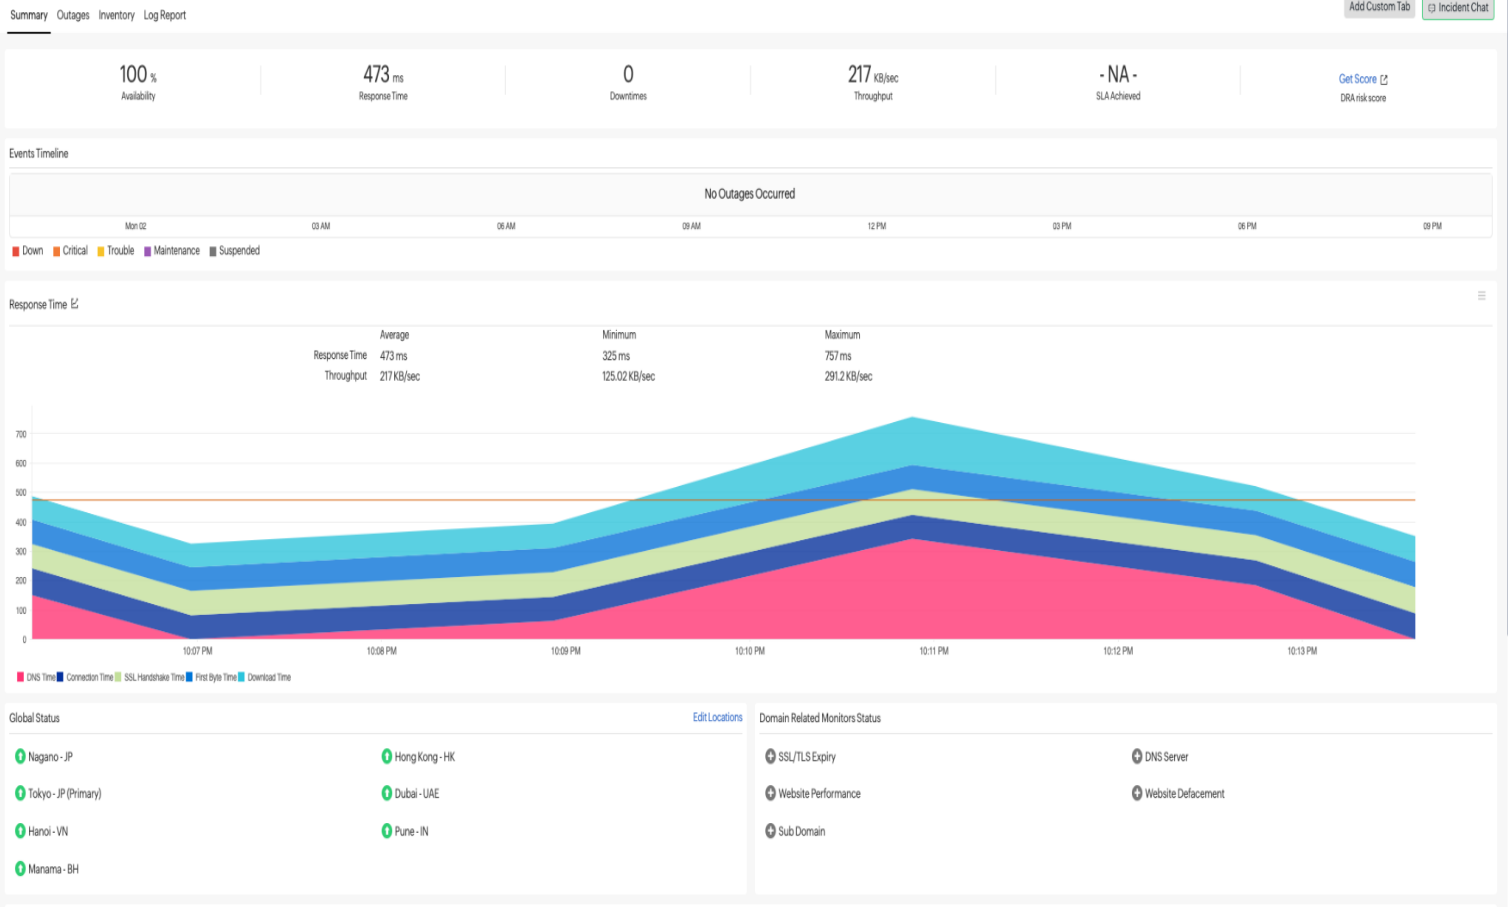 Summary Outages Inventory Log Report Add Custom Tab Incident Chat
100 % 473 ms 0 217 KB/sec - NA - Get Score
Availability Response Time Downtimes Throughput SLA Achieved DRA risk score
Events Timeline
No Outages Occurred
Mon 02 03 AM 06 AM 09 AM 12 PM 03 PM 06 PM 09 PM
Down Critical Trouble Maintenance Suspended
Response Time
Average Minimum Maximum
Response Time 473 ms 325 ms 757 ms
Throughput 217 KB/sec 125.02 KB/sec 291.2 KB/sec
700
600
500
400
300
200
100
0
10:07 PM 10:08 PM 10:09 PM 10:10 PM 10:11 PM 10:12 PM 10:13 PM
DNS Time Connection Time SSL Handshake Time First Byte Time Download Time
Global Status Edit Locations
Nagano - JP Hong Kong - HK
Tokyo - JP (Primary) Dubai - UAE
Hanoi - VN Pune - IN
Manama - BH
Domain Related Monitors Status
SSL/TLS Expiry DNS Server
Website Performance Website Defacement
Sub Domain